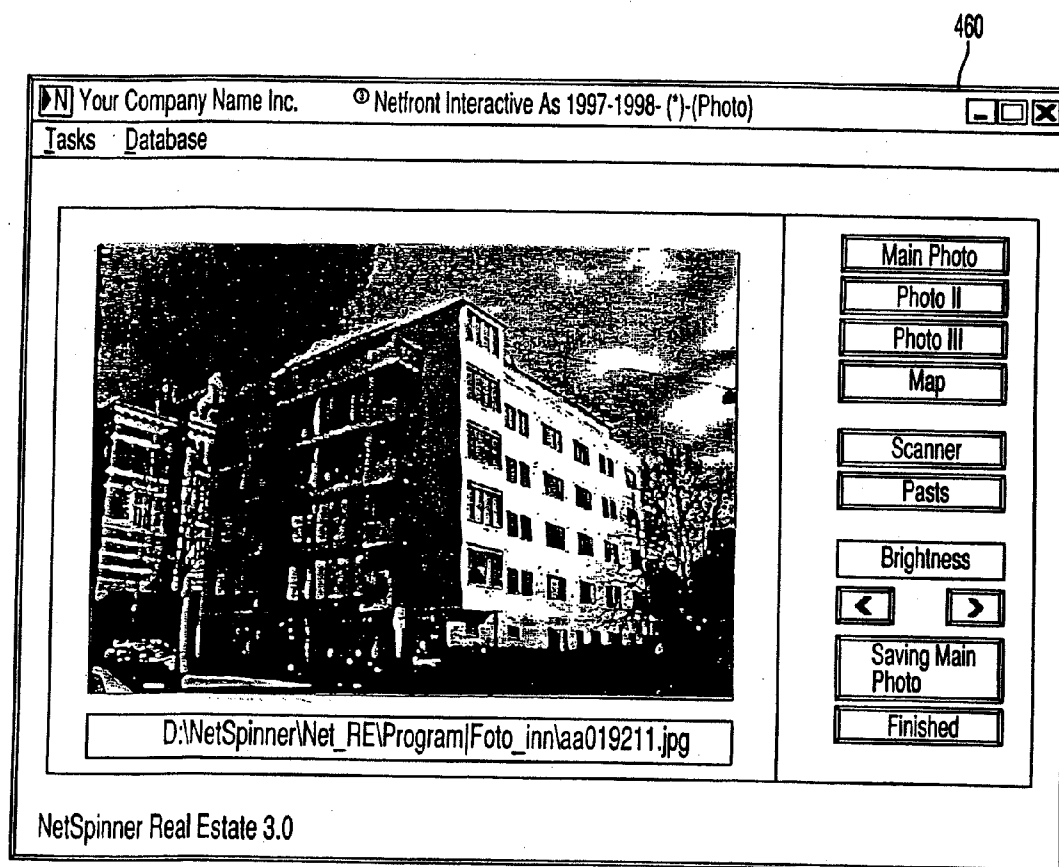 460
N Your Company Name Inc. ③ Netfront Interactive As 1997-1998- (*)-(Photo)
Tasks Database
Main Photo
Photo II
Photo III
Map
Scanner
Pasts
Brightness
< >
Saving Main
Photo
Finished
D:\NetSpinner\Net_RE\Program|Foto_inn\aa019211.jpg
NetSpinner Real Estate 3.0